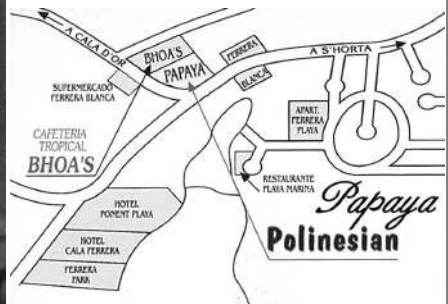 A CALA D'OR
BHOA'S
PAPAYA
FERRERA
BLANCA
A S'HORTA
SUPERMERCADO
FERRERA BLANCA
CAFETERIA
TROPICAL
BHOA'S
APART.
FERRERA
PLAYA
RESTAURANTE
PLAYA MARINA
HOTEL
PONENT PLAYA
HOTEL
CALA FERRERA
FERRERA
PARK
Papaya
Polinesian